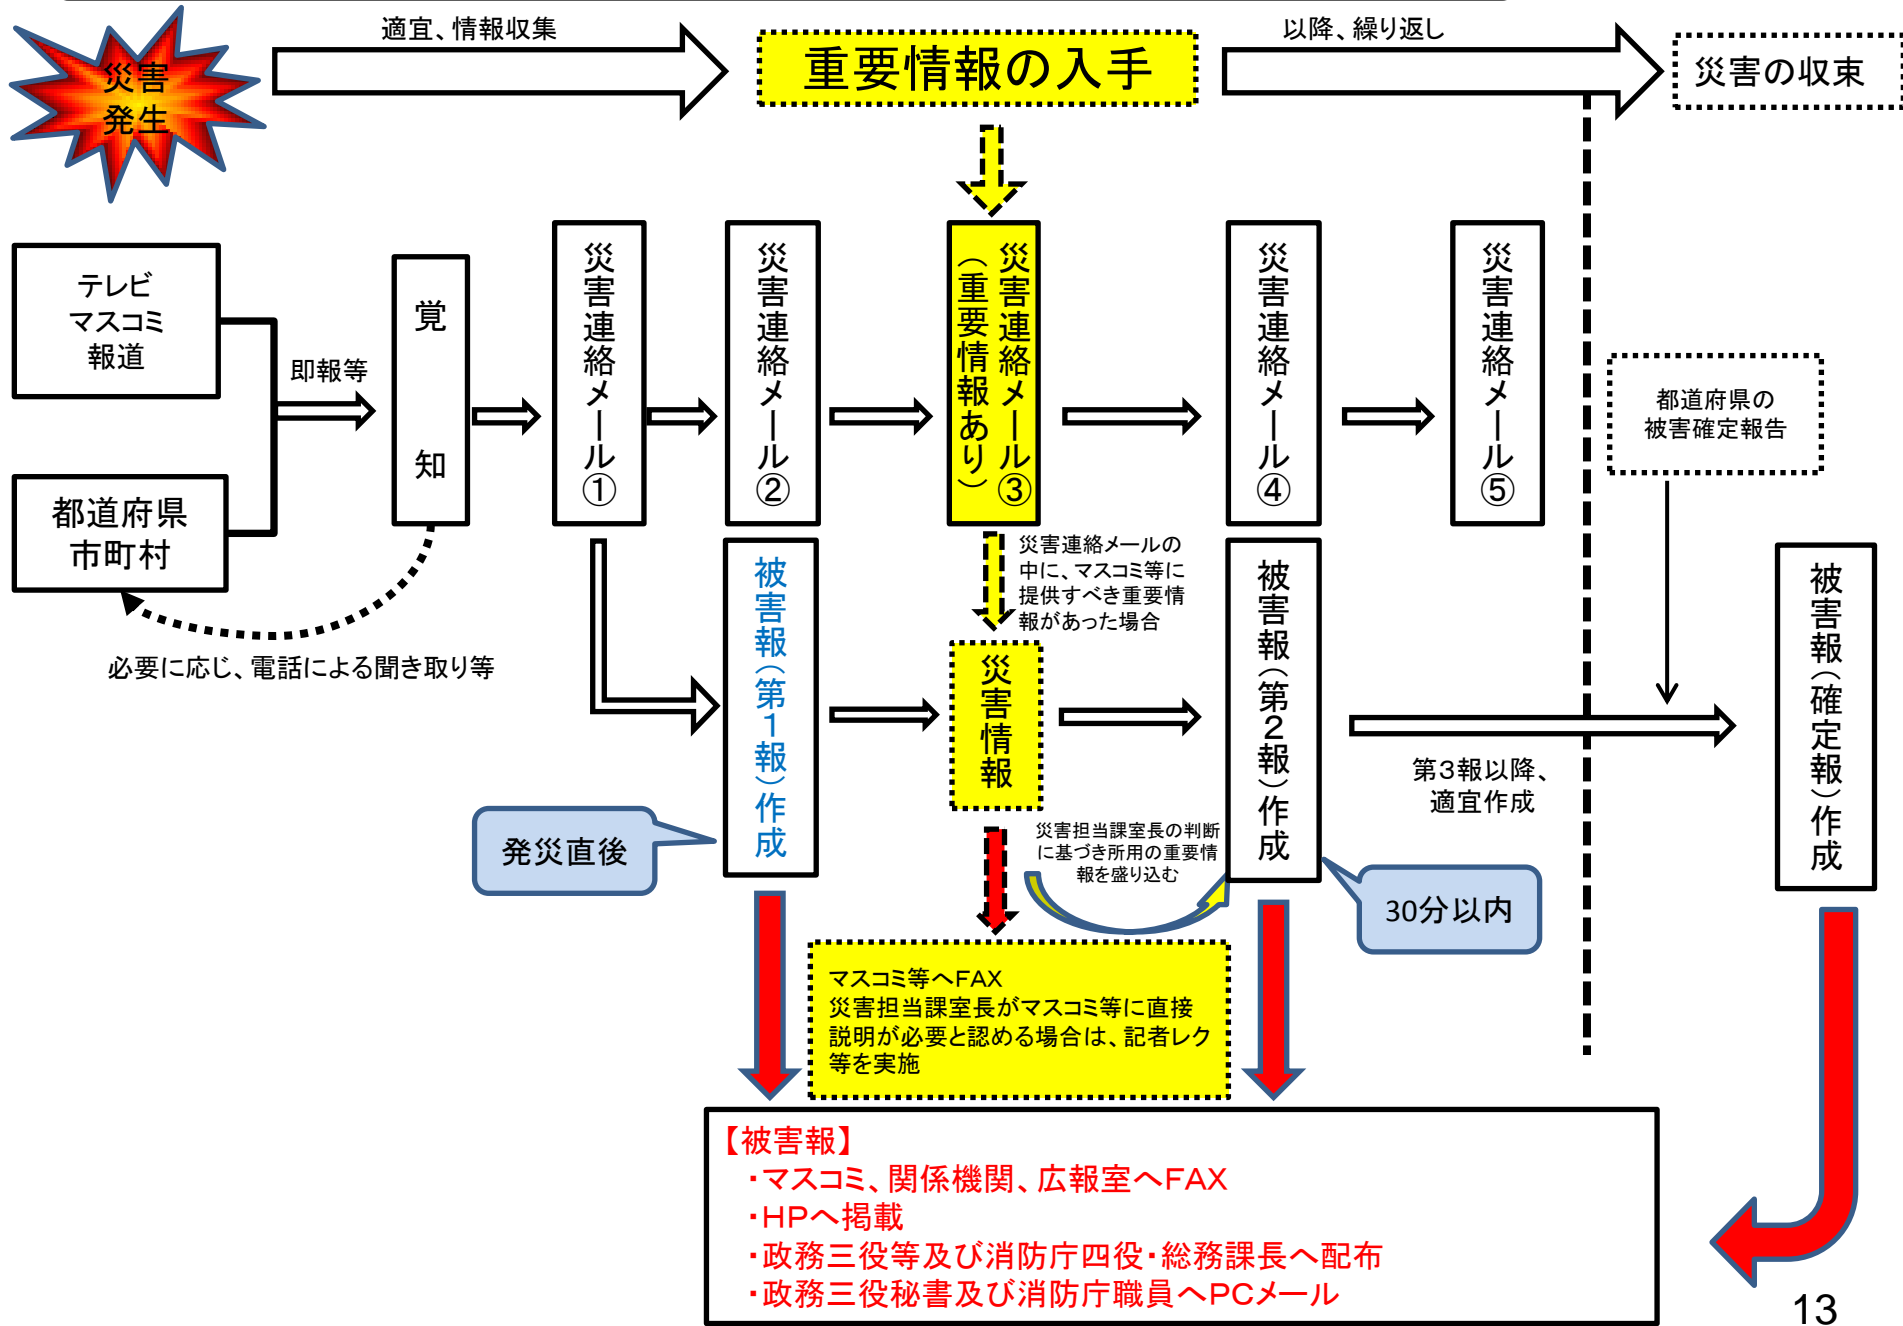 適宜、情報収集
以降、繰り返し
災害
発生
重要情報の入手
災害の収束
テレビ
マスコミ
報道
都道府県
市町村
即報等
覚知
必要に応じ、電話による聞き取り等
災害連絡メール①
災害連絡メール②
災害連絡メール③
（重要情報あり）
災害連絡メール④
災害連絡メール⑤
都道府県の
被害確定報告
災害連絡メールの
中に、マスコミ等に
提供すべき重要情
報があった場合
被害報（第１報）作成
災害情報
被害報（第２報）作成
被害報（確定報）作成
第３報以降、
適宜作成
発災直後
30分以内
災害担当課室長の判断
に基づき所用の重要情
報を盛り込む
マスコミ等へFAX
災害担当課室長がマスコミ等に直接
説明が必要と認める場合は、記者レク
等を実施
【被害報】
・マスコミ、関係機関、広報室へFAX
・HPへ掲載
・政務三役等及び消防庁四役・総務課長へ配布
・政務三役秘書及び消防庁職員へPCメール
13